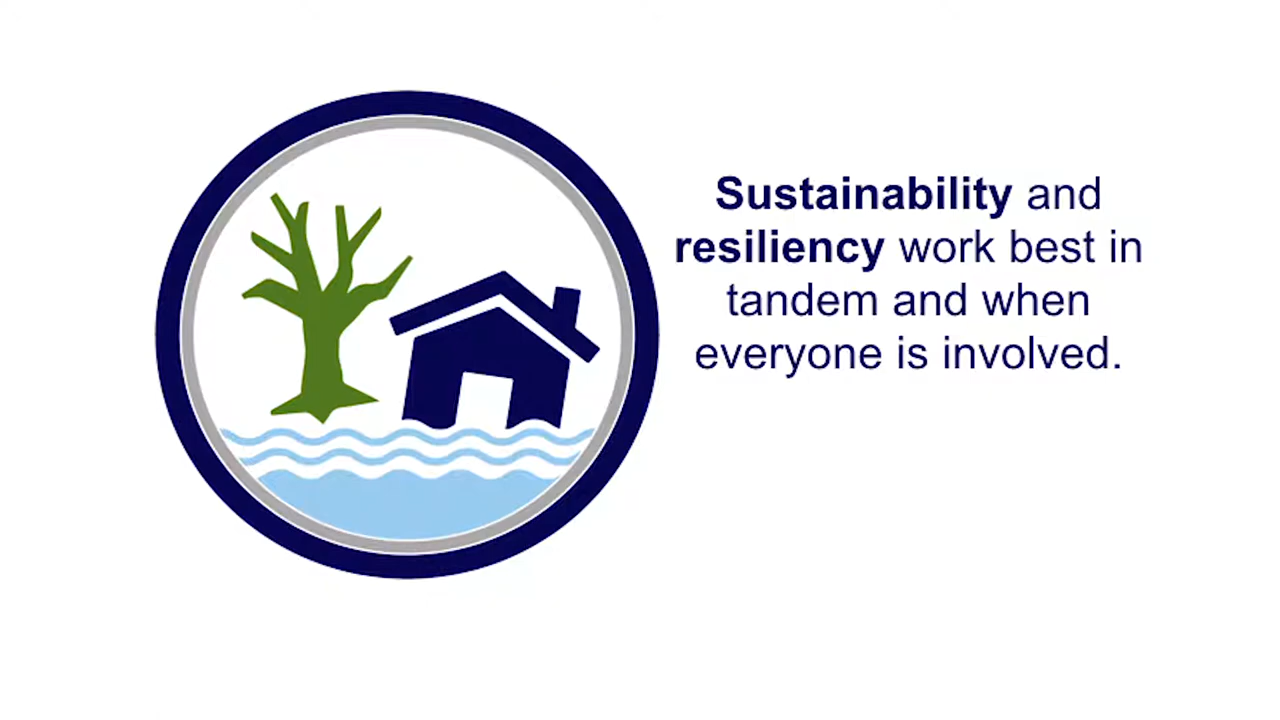 Sustainability and
resiliency work best in
tandem and when
everyone is involved.